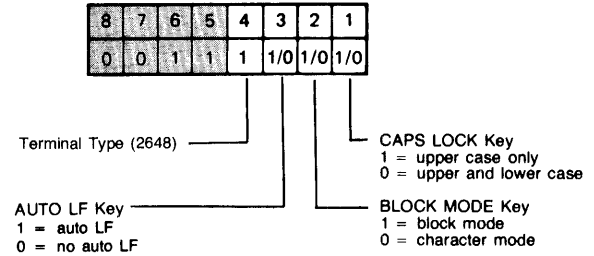 8 7 6 5 4 3 2 1
0 0 1 1 1 1/0 1/0 1/0
Terminal Type (2648)
CAPS LOCK Key
1 = upper case only
0 = upper and lower case
AUTO LF Key
1 = auto LF
0 = no auto LF
BLOCK MODE Key
1 = block mode
0 = character mode